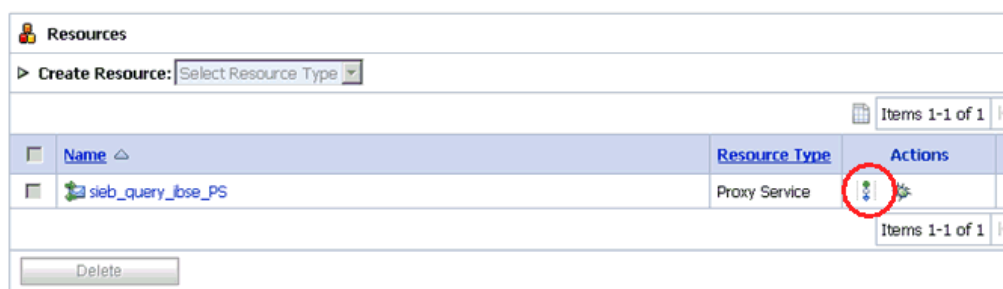 Resources
Create Resource: Select Resource Type
Items 1-1 of 1
Name Resource Type Actions
sieb_query_ibse_PS Proxy Service
Items 1-1 of 1
Delete